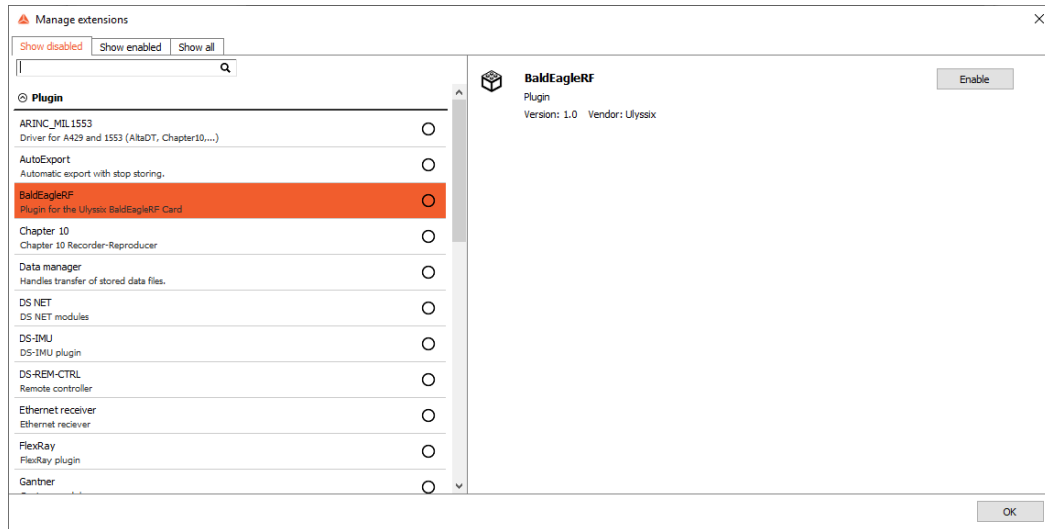 Manage extensions
Show disabled Show enabled Show all
Plugin
ARINC_MIL1553
Driver for A429 and 1553 (AltaDT, Chapter10,...)
AutoExport
Automatic export with stop storing.
BaldEagleRF
Plugin for the Ulyssix BaldEagleRF Card
Chapter 10
Chapter 10 Recorder-Reproducer
Data manager
Handles transfer of stored data files.
DS NET
DS NET modules
DS-IMU
DS-IMU plugin
DS-REM-CTRL
Remote controller
Ethernet receiver
Ethernet reciever
FlexRay
FlexRay plugin
Gantner
BaldEagleRF
Enable
Plugin
Version: 1.0 Vendor: Ulyssix
OK